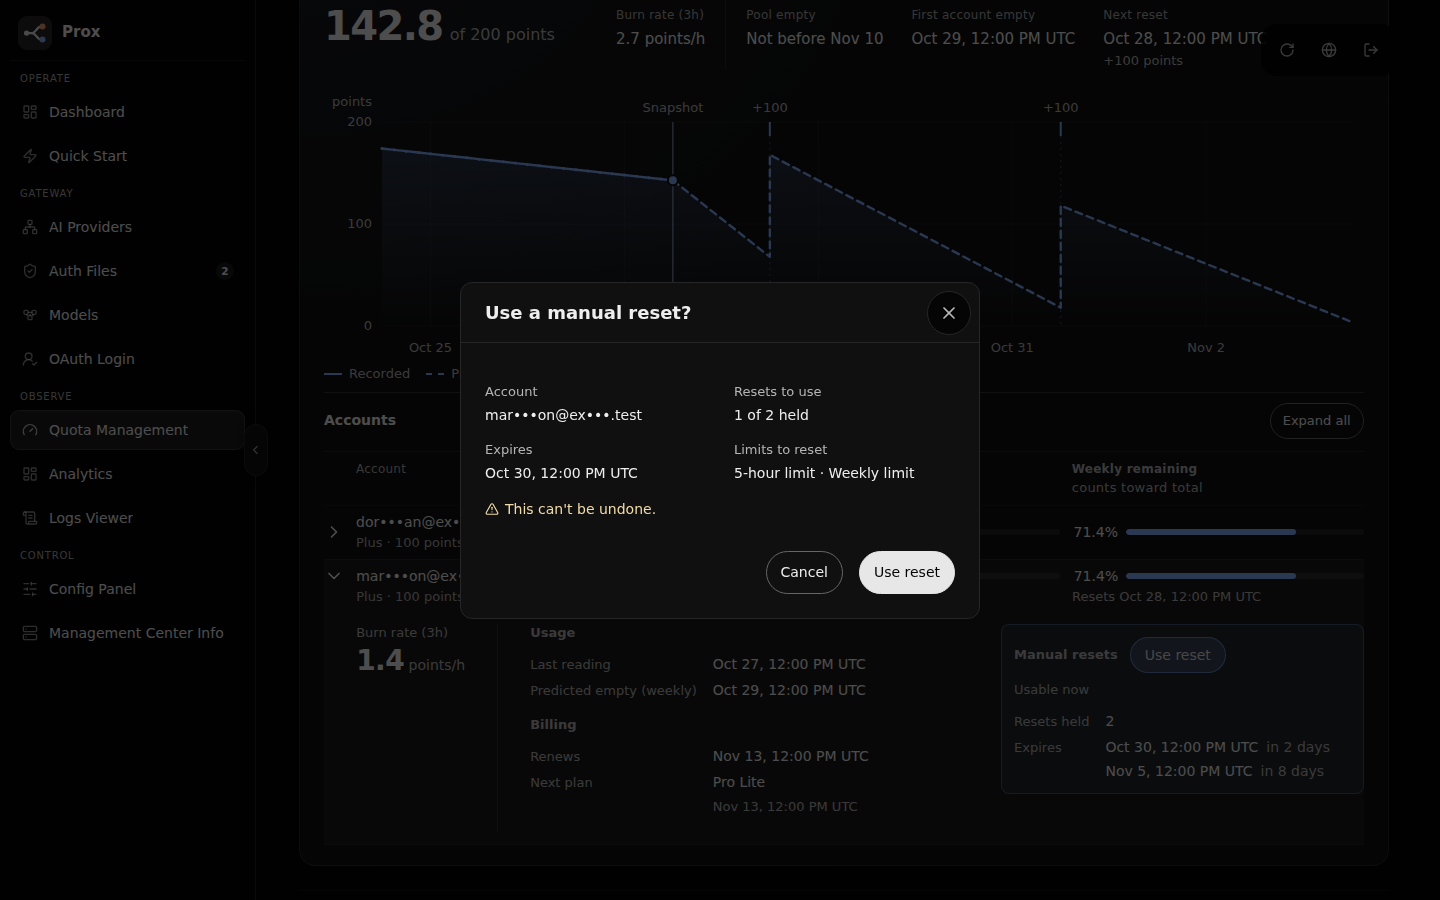 Prox
OPERATE
Dashboard
Quick Start
GATEWAY
AI Providers
Auth Files
2
Models
OAuth Login
OBSERVE
Quota Management
Analytics
Logs Viewer
CONTROL
Config Panel
Management Center Info
142.8 of 200 points
Burn rate (3h)
2.7 points/h
Pool empty
Not before Nov 10
First account empty
Oct 29, 12:00 PM UTC
Next reset
Oct 28, 12:00 PM UTC
+100 points
points
200
100
0
Snapshot
+100
+100
Oct 25
Oct 31
Nov 2
Recorded
Use a manual reset?
Account
mar•••on@ex•••.test
Resets to use
1 of 2 held
Expires
Oct 30, 12:00 PM UTC
Limits to reset
5-hour limit · Weekly limit
This can't be undone.
Cancel
Use reset
Accounts
Expand all
Account
Weekly remaining
counts toward total
dor•••an@ex•
Plus · 100 points
71.4%
mar•••on@ex•
Plus · 100 points
71.4%
Resets Oct 28, 12:00 PM UTC
Burn rate (3h)
1.4 points/h
Usage
Last reading
Oct 27, 12:00 PM UTC
Predicted empty (weekly)
Oct 29, 12:00 PM UTC
Billing
Renews
Nov 13, 12:00 PM UTC
Next plan
Pro Lite
Nov 13, 12:00 PM UTC
Manual resets
Use reset
Usable now
Resets held
2
Expires
Oct 30, 12:00 PM UTC in 2 days
Nov 5, 12:00 PM UTC in 8 days